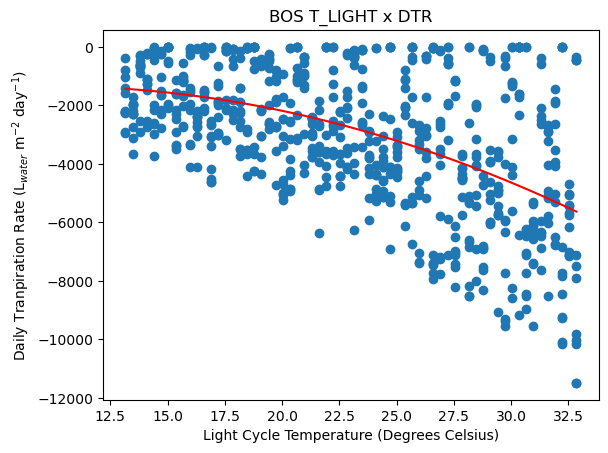 BOS T_LIGHT x DTR
Daily Tranpiration Rate (L_water m⁻² day⁻¹)
0
−2000
−4000
−6000
−8000
−10000
−12000
12.5 15.0 17.5 20.0 22.5 25.0 27.5 30.0 32.5
Light Cycle Temperature (Degrees Celsius)